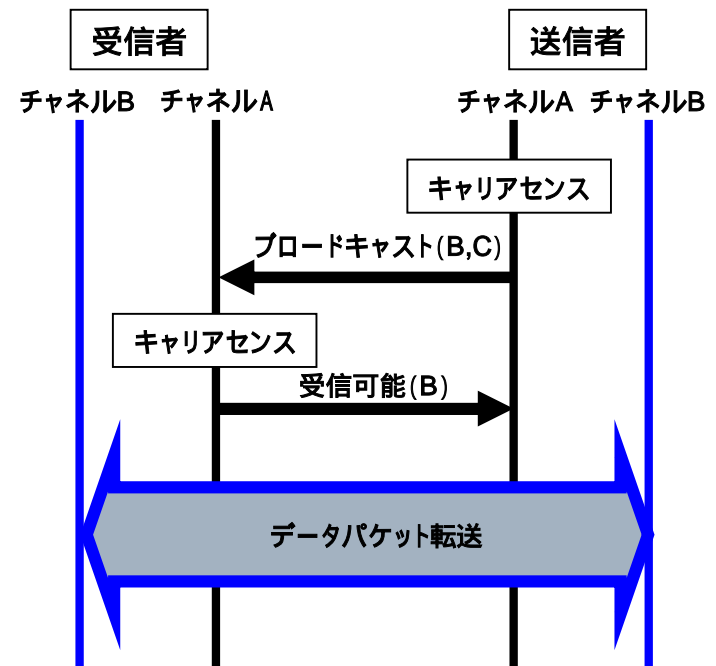 受信者
送信者
チャネルB
チャネルA
チャネルA
チャネルB
キャリアセンス
ブロードキャスト(B,C)
キャリアセンス
受信可能(B)
データパケット転送